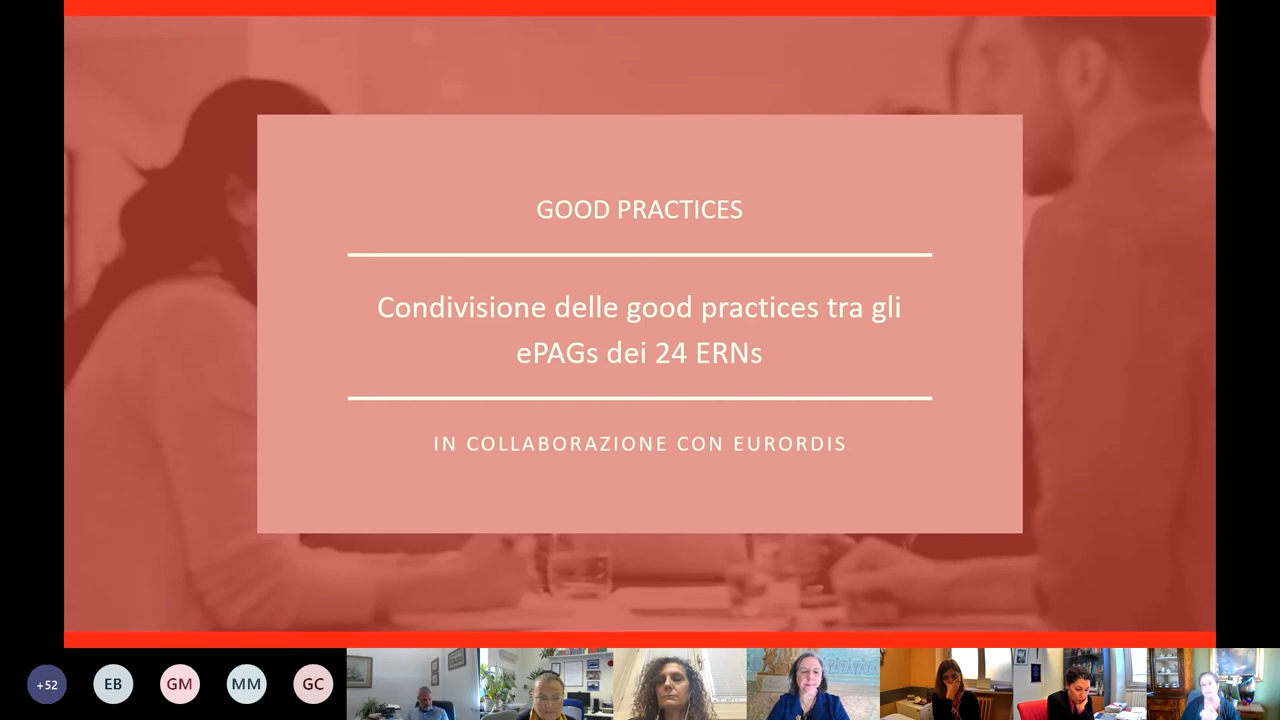 GOOD PRACTICES
Condivisione delle good practices tra gli
ePAGs dei 24 ERNs
IN COLLABORAZIONE CON EURORDIS
+52
EB
GM
MM
GC